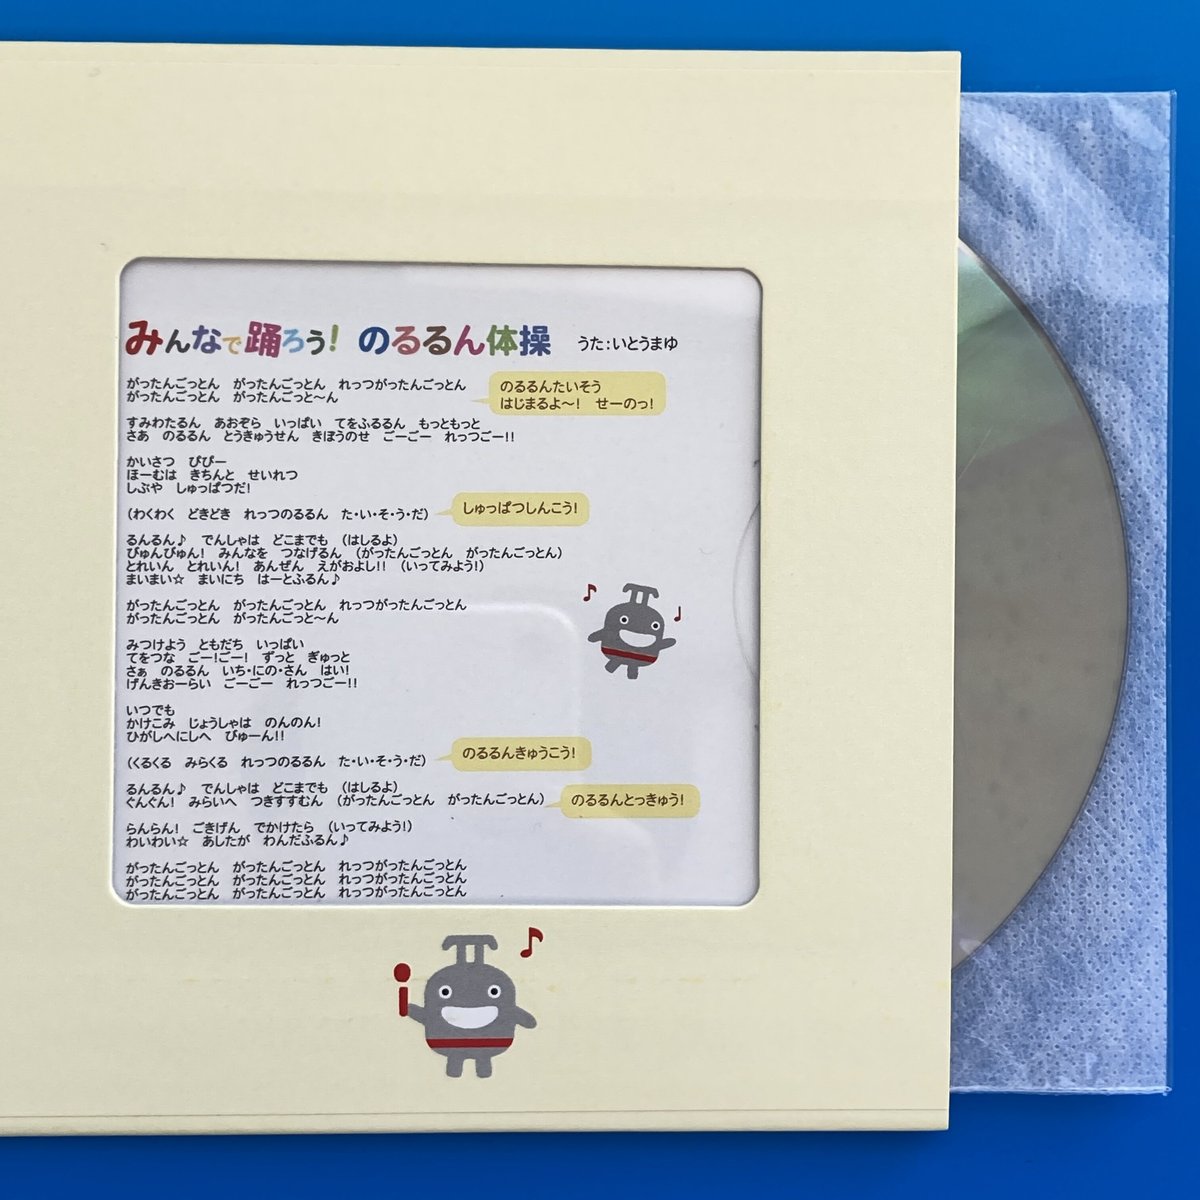 みんなで踊ろう！　のるるん体操　うた：いとうまゆ
がったんごっとん　がったんごっとん　れっつがったんごっとん
がったんごっとん　がったんごっと～ん
のるるんたいそう
はじまるよ～！　せーのっ！
すみわたるん　あおぞら　いっぱい　てをふるるん　もっともっと
さあ　のるるん　とうきゅうせん　きぼうのせ　ごーごー　れっつごー！！
かいさつ　ぴぴー
ほーむは　きちんと　せいれつ
しぶや　しゅっぱつだ！
（わくわく　どきどき　れっつのるるん　た・い・そ・う・だ）
しゅっぱつしんこう！
るんるん♪　でんしゃは　どこまでも　（はしるよ）
びゅんびゅん！　みんなを　つなげるん　（がったんごっとん　がったんごっとん）
とれいん　とれいん！　あんぜん　えがおよし！！　（いってみよう！）
まいまい☆　まいにち　はーとふるん♪
がったんごっとん　がったんごっとん　れっつがったんごっとん
がったんごっとん　がったんごっと～ん
みつけよう　ともだち　いっぱい
てをつな　ごー！ごー！　ずっと　ぎゅっと
さぁ　のるるん　いち・にの・さん　はい！
げんきおーらい　ごーごー　れっつごー！！
いつでも
かけこみ　じょうしゃは　のんのん！
ひがしへにしへ　びゅーん！！
（くるくる　みらくる　れっつのるるん　た・い・そ・う・だ）
のるるんきゅうこう！
るんるん♪　でんしゃは　どこまでも　（はしるよ）
ぐんぐん！　みらいへ　つきすすむん　（がったんごっとん　がったんごっとん）
のるるんとっきゅう！
らんらん！　ごきげん　でかけたら　（いってみよう！）
わいわい☆　あしたが　わんだふるん♪
がったんごっとん　がったんごっとん　れっつがったんごっとん
がったんごっとん　がったんごっとん　れっつがったんごっとん
がったんごっとん　がったんごっとん　れっつがったんごっとん